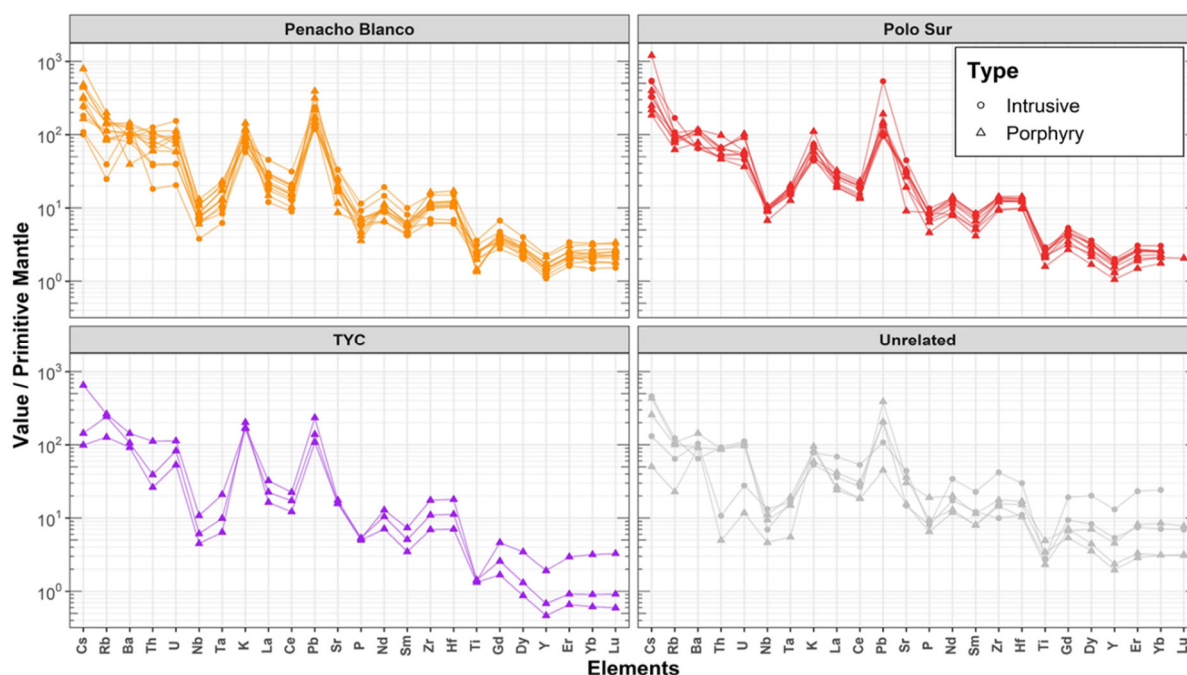 Penacho Blanco
Polo Sur
Type
Intrusive
Porphyry
10³
10²
10¹
10⁰
TYC
Unrelated
10³
10²
10¹
10⁰
Value / Primitive Mantle
Cs Rb Ba Th U Nb Ta K La Ce Pb Sr P Nd Sm Zr Hf Ti Gd Dy Y Er Yb Lu
Cs Rb Ba Th U Nb Ta K La Ce Pb Sr P Nd Sm Zr Hf Ti Gd Dy Y Er Yb Lu
Elements